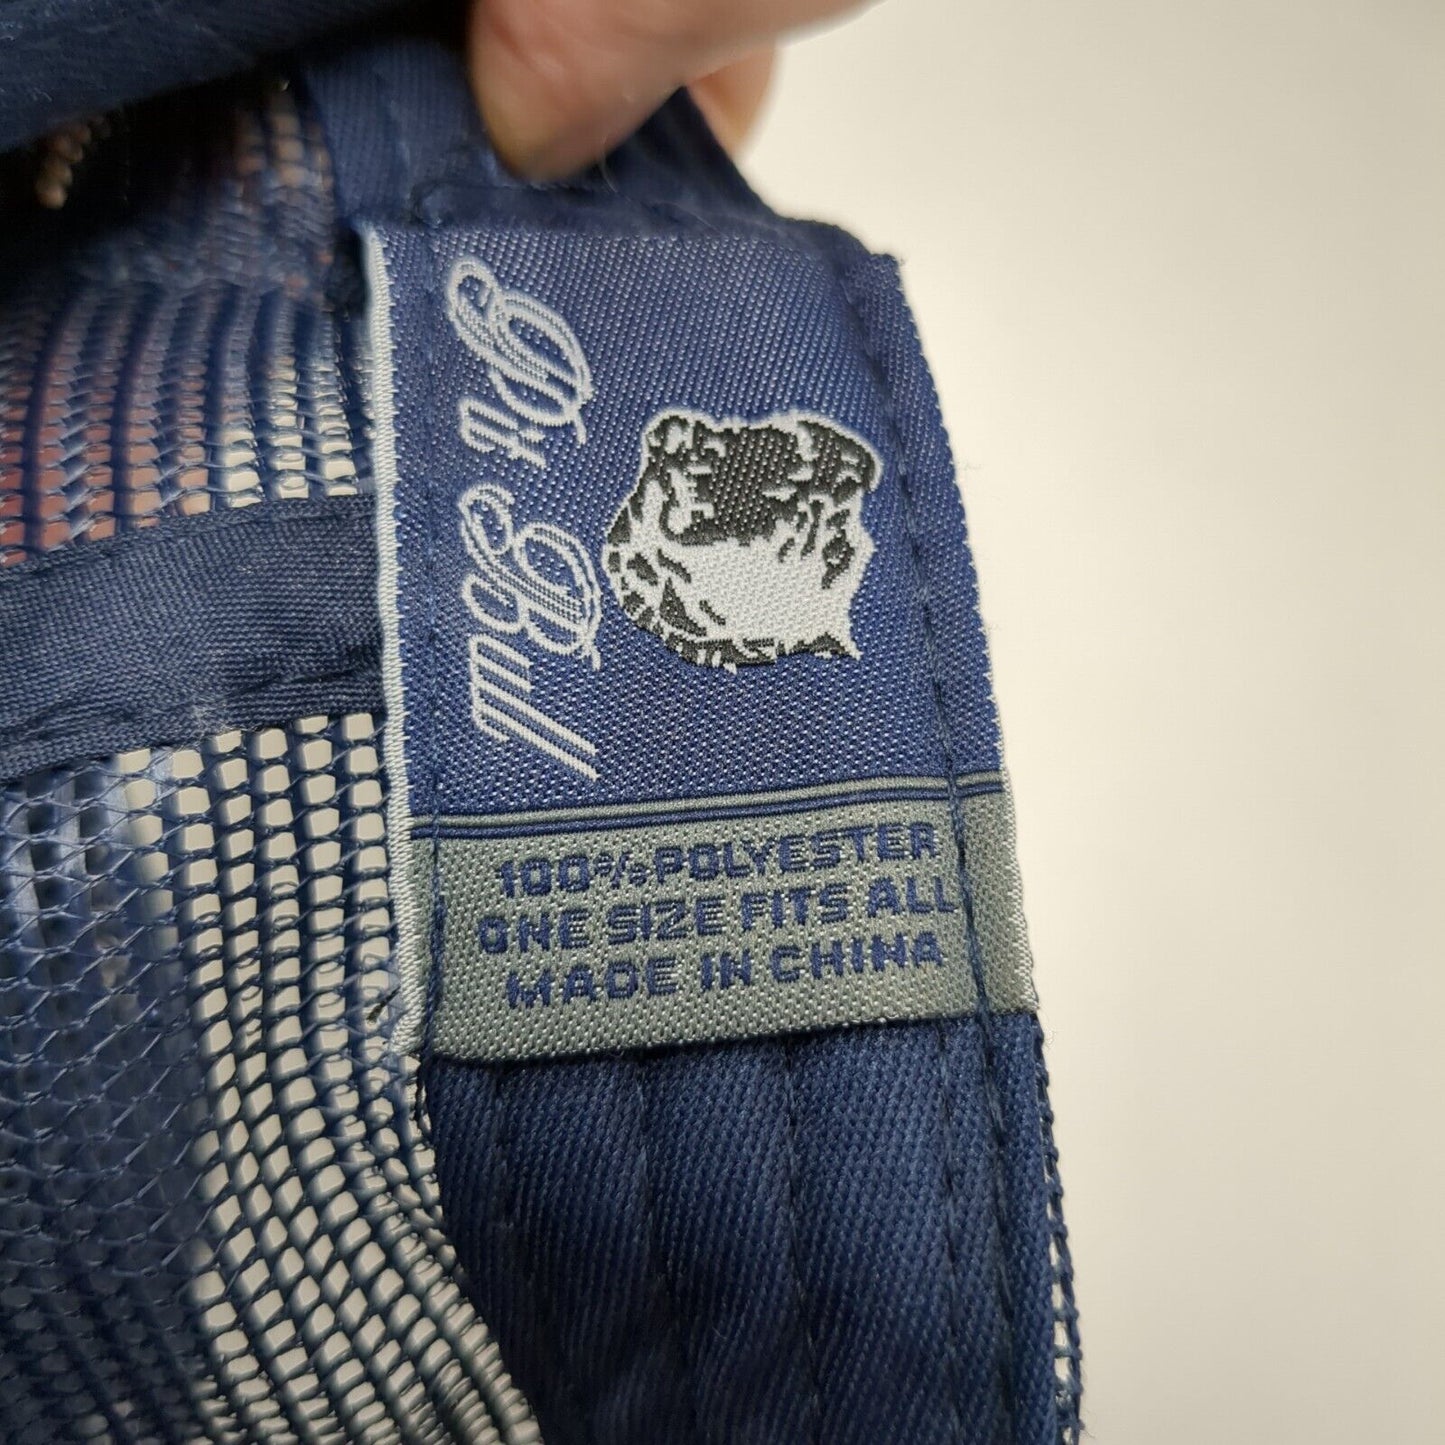 Pit Bull
100% POLYESTER
ONE SIZE FITS ALL
MADE IN CHINA